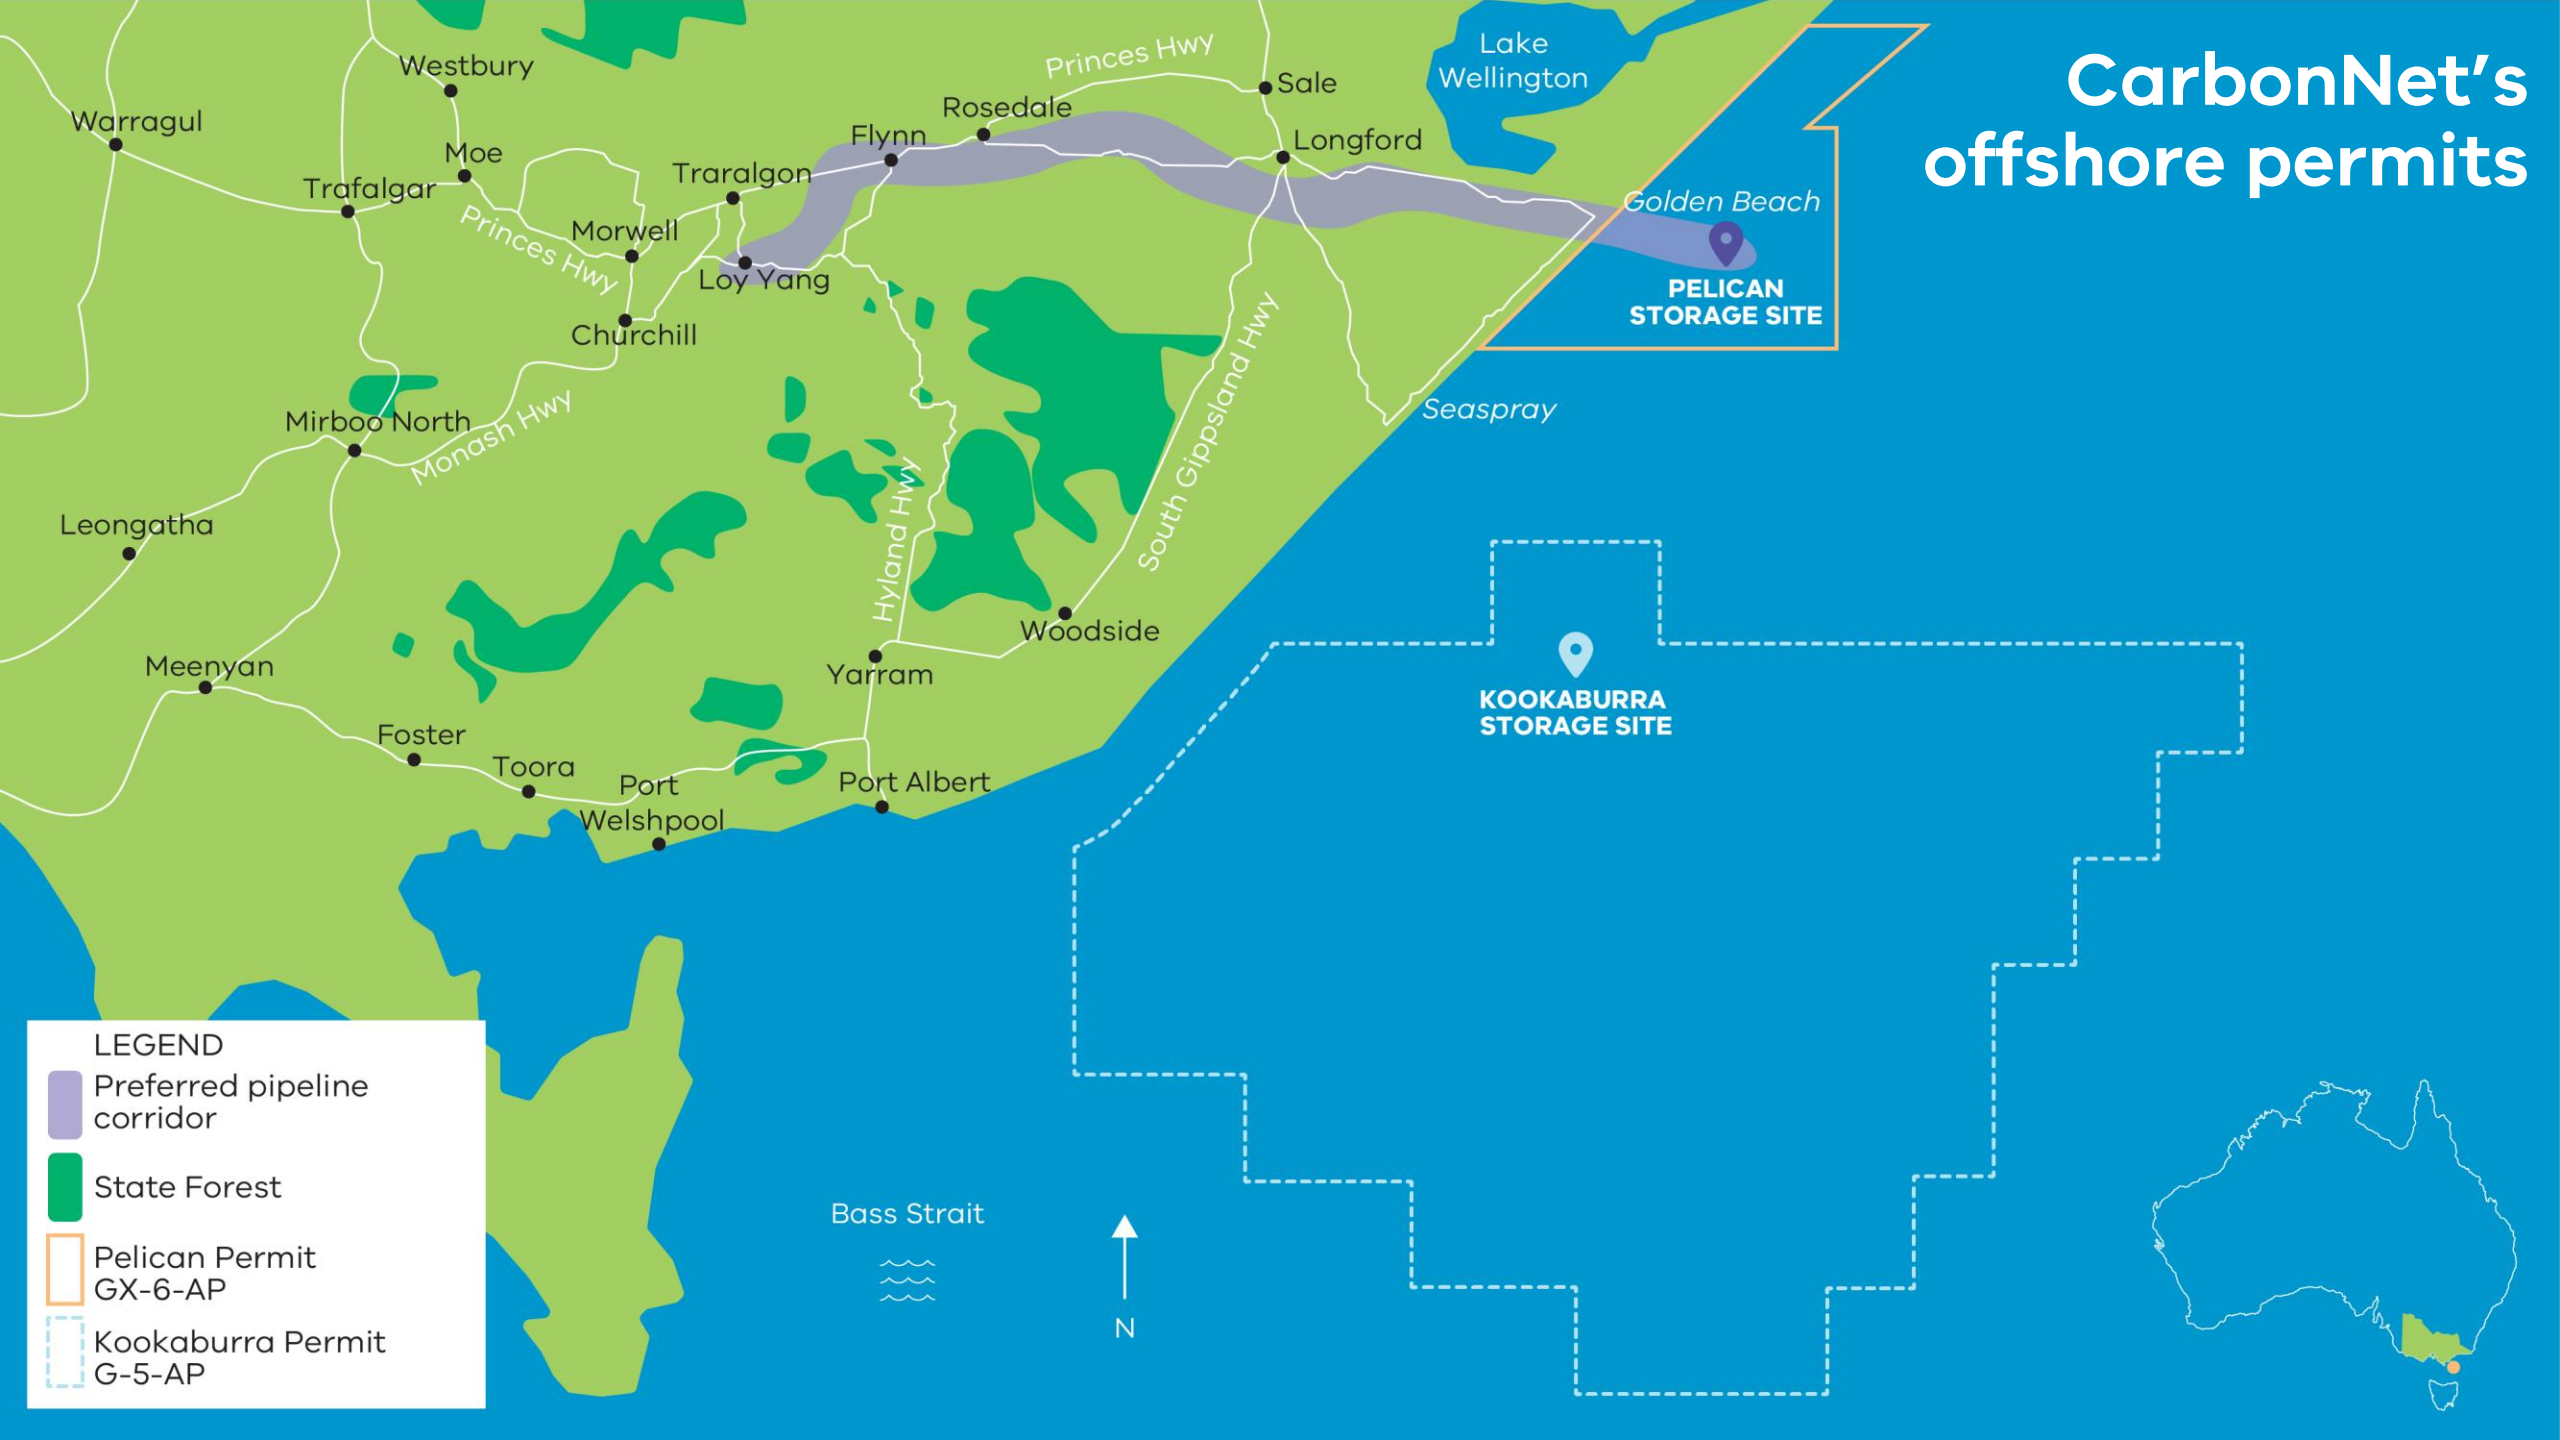 CarbonNet's
offshore permits
Westbury
Warragul
Moe
Trafalgar
Princes Hwy
Morwell
Traralgon
Flynn
Rosedale
Princes Hwy
Sale
Longford
Lake
Wellington
Golden Beach
PELICAN
STORAGE SITE
Loy Yang
Churchill
Mirboo North
Monash Hwy
Seaspray
South Gippsland Hwy
Hyland Hwy
Leongatha
Woodside
Yarram
Meenyan
KOOKABURRA
STORAGE SITE
Foster
Toora
Port
Welshpool
Port Albert
Bass Strait
N
LEGEND
Preferred pipeline
corridor
State Forest
Pelican Permit
GX-6-AP
Kookaburra Permit
G-5-AP